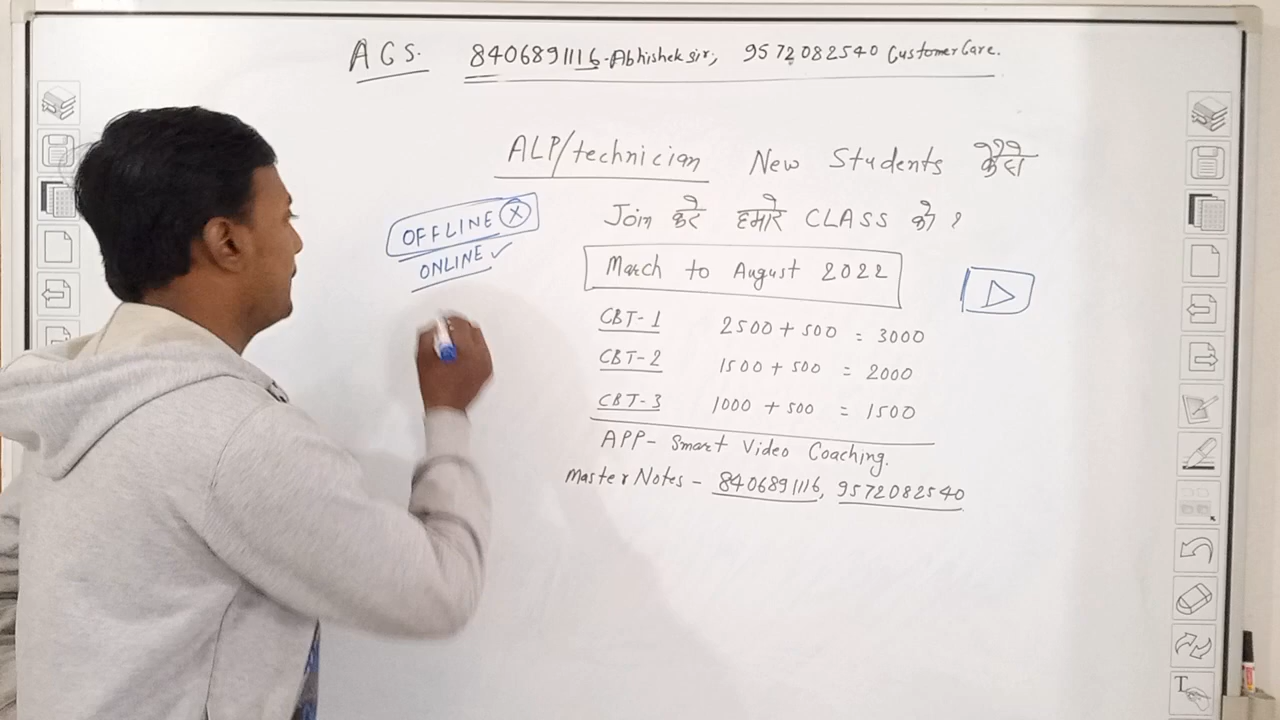 ACS. 8406891116-Abhishek sir, 9572082540 Customer Care.
ALP/technician New Students कैसे
Join करे हमारे CLASS को ?
OFFLINE X
ONLINE ✓
March to August 2022
CBT-1 2500 + 500 = 3000
CBT-2 1500 + 500 = 2000
CBT-3 1000 + 500 = 1500
APP- Smart Video Coaching.
Master Notes - 8406891116, 9572082540
T